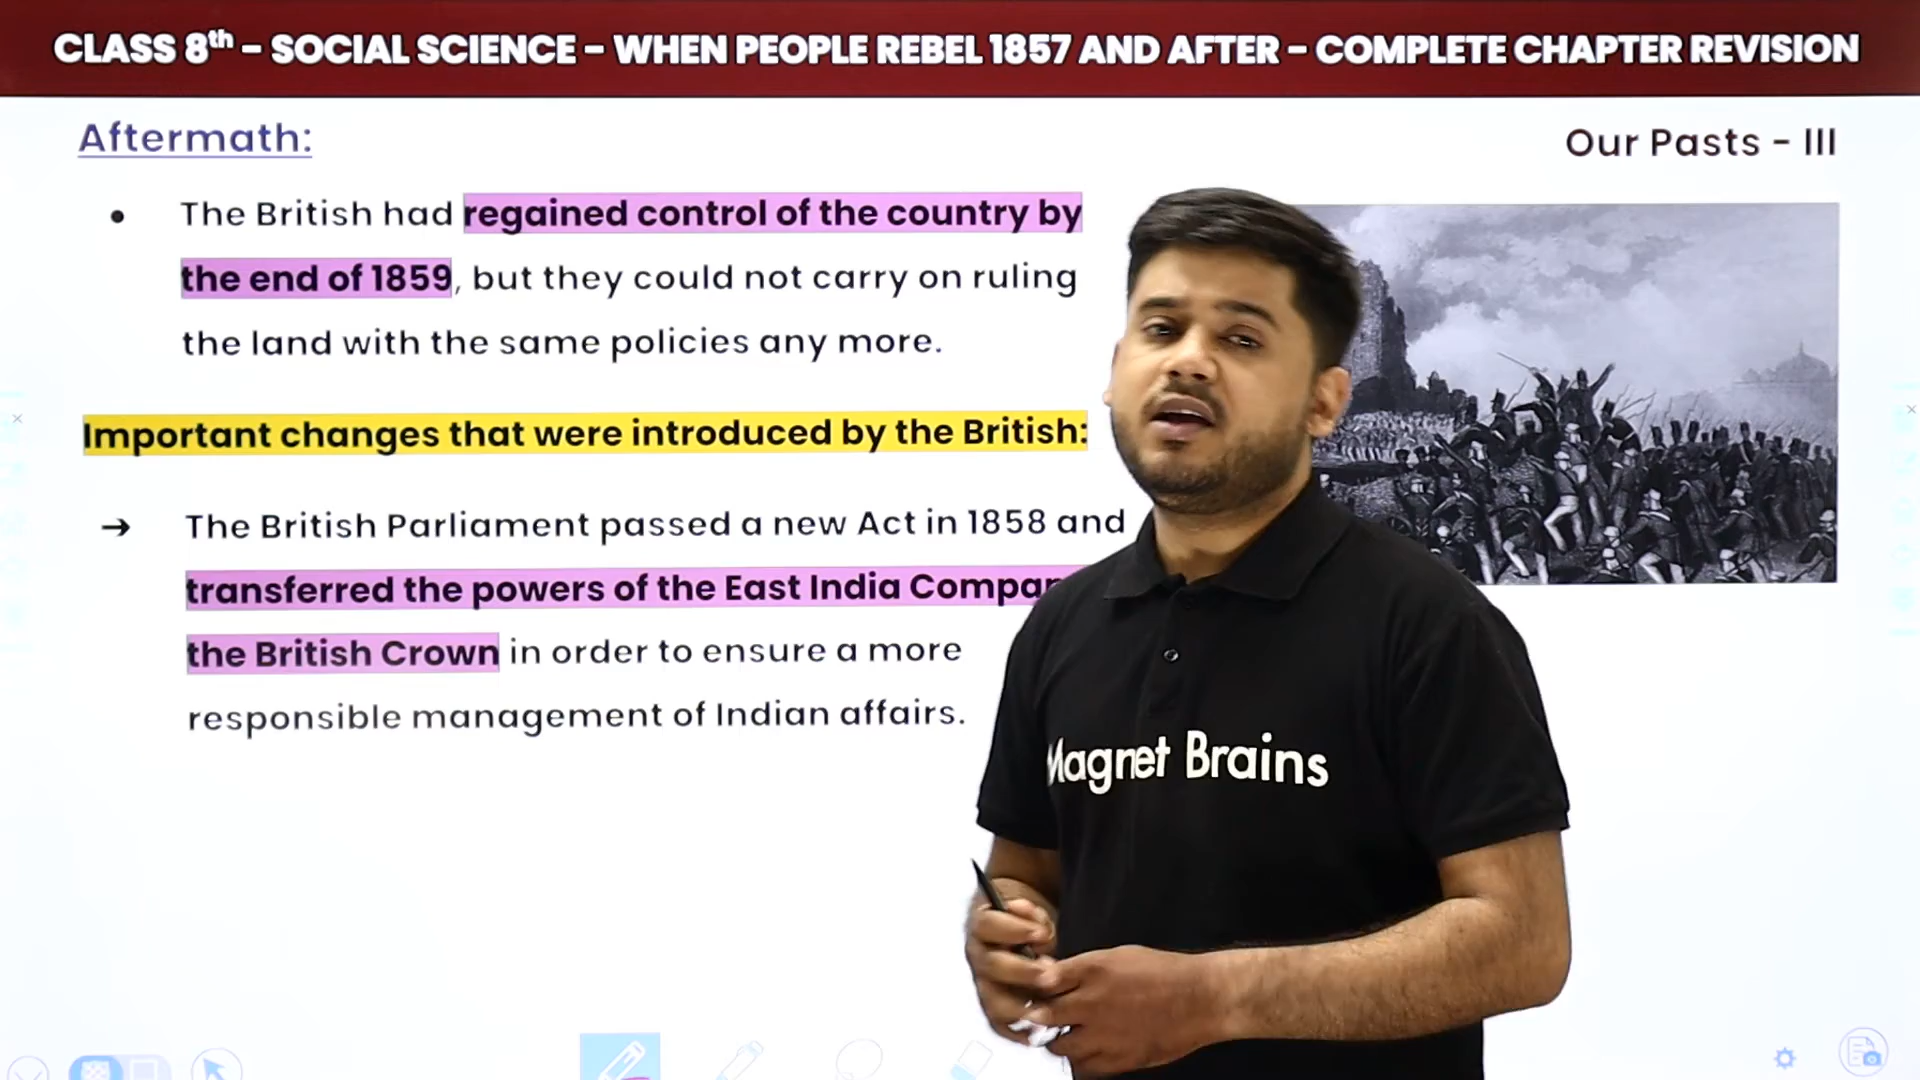 CLASS 8th – SOCIAL SCIENCE – WHEN PEOPLE REBEL 1857 AND AFTER – COMPLETE CHAPTER REVISION
Aftermath:
Our Pasts - III
● The British had regained control of the country by
the end of 1859, but they could not carry on ruling
the land with the same policies any more.
Important changes that were introduced by the British:
→ The British Parliament passed a new Act in 1858 and
transferred the powers of the East India
the British Crown in order to ensure a more
responsible management of Indian affairs.
Magnet Brains